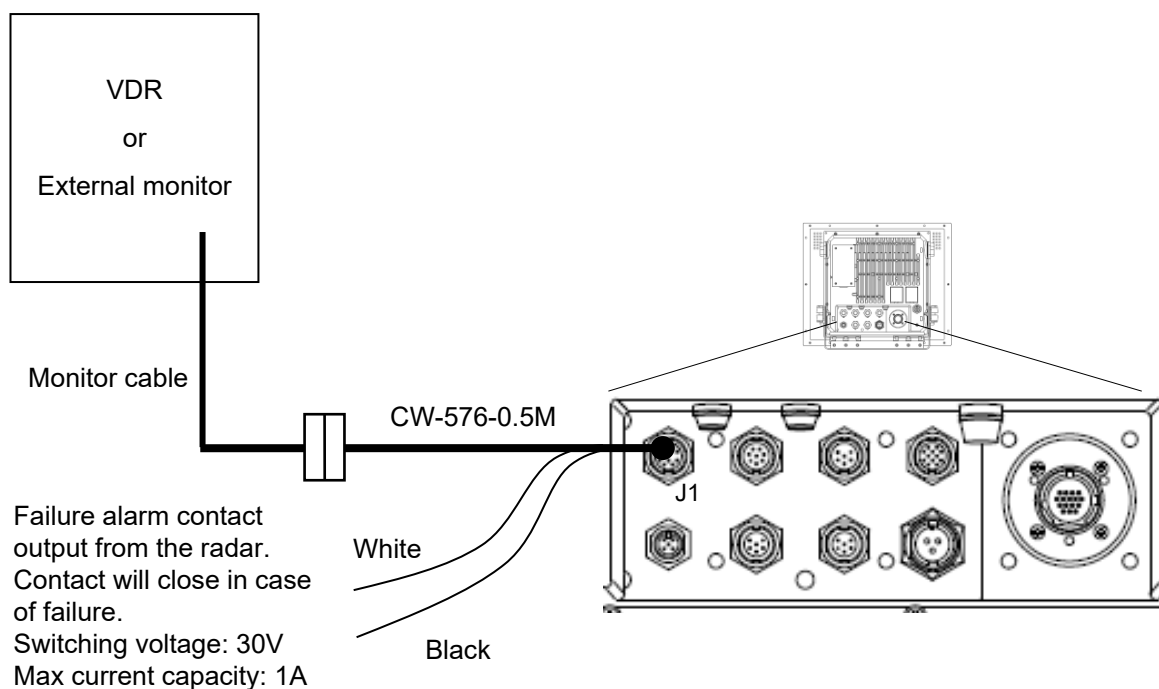 VDR
or
External monitor
Monitor cable
CW-576-0.5M
J1
Failure alarm contact
output from the radar.
Contact will close in case
of failure.
Switching voltage: 30V
Max current capacity: 1A
White
Black